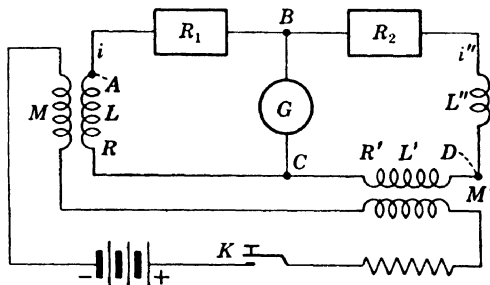 i R₁ B R₂ i″
A
M L G L″
R C R′ L′ D
M′
K
− +